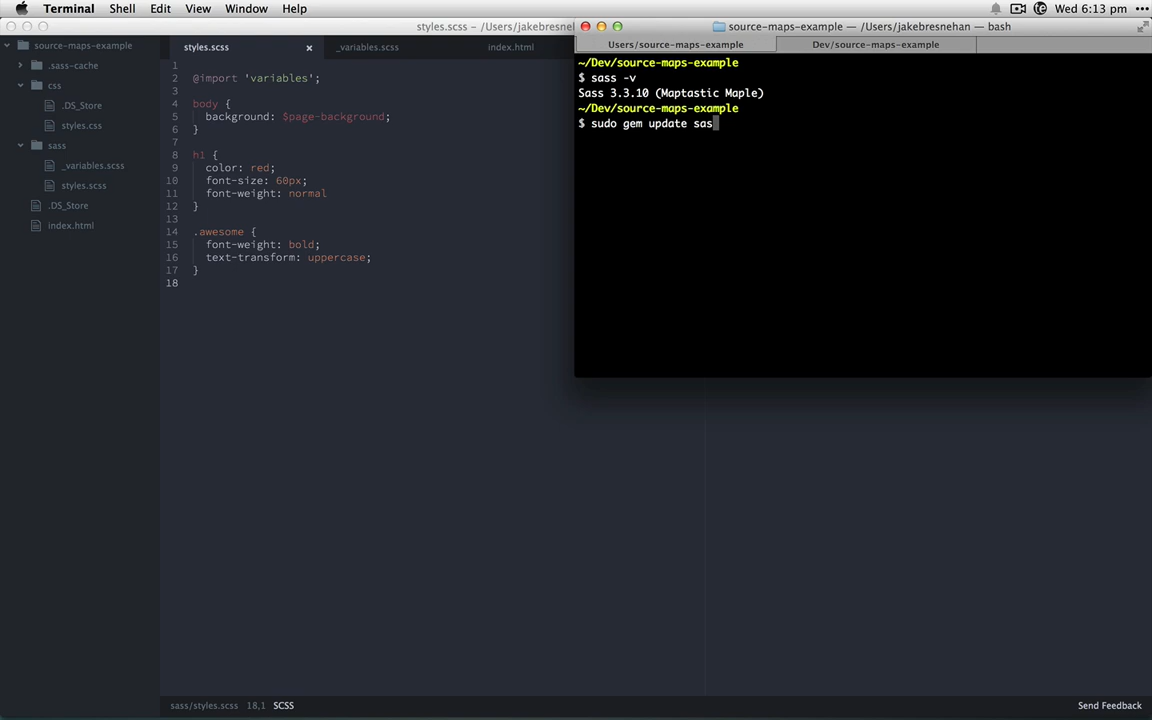 Terminal Shell Edit View Window Help
Wed 6:13 pm
styles.scss – /Users/jakebresnehan
source-maps-example — /Users/jakebresnehan — bash
Users/source-maps-example
Dev/source-maps-example
source-maps-example
.sass-cache
css
.DS_Store
styles.css
sass
_variables.scss
styles.scss
.DS_Store
index.html
styles.scss
_variables.scss
index.html
1
2 @import 'variables';
3
4 body {
5 background: $page-background;
6 }
7
8 h1 {
9 color: red;
10 font-size: 60px;
11 font-weight: normal
12 }
13
14 .awesome {
15 font-weight: bold;
16 text-transform: uppercase;
17 }
18
~/Dev/source-maps-example
$ sass -v
Sass 3.3.10 (Maptastic Maple)
~/Dev/source-maps-example
$ sudo gem update sas
sass/styles.scss 18,1 SCSS
Send Feedback